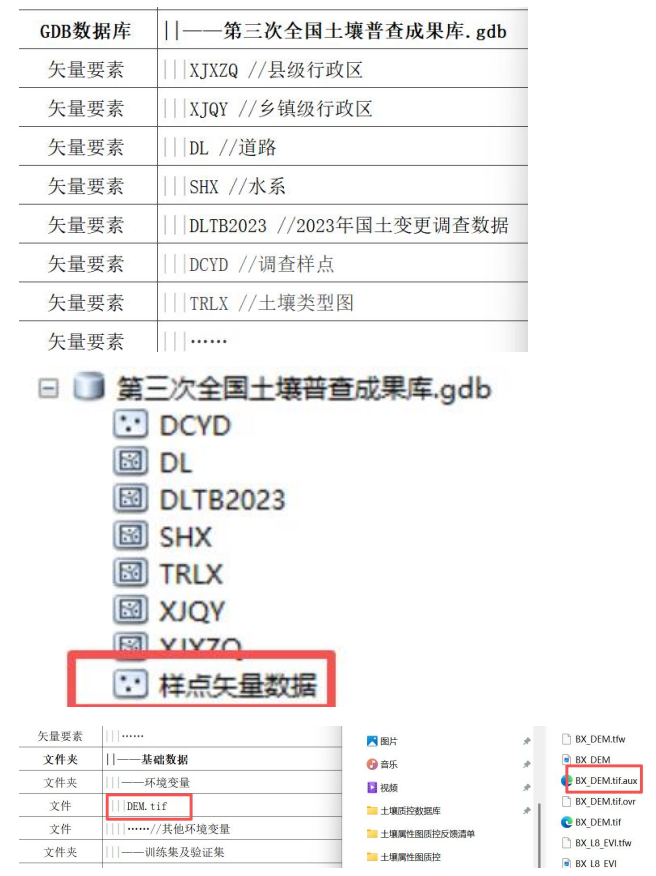 GDB数据库 ||——第三次全国土壤普查成果库.gdb
矢量要素 |||XJXZQ //县级行政区
矢量要素 |||XJQY //乡镇级行政区
矢量要素 |||DL //道路
矢量要素 |||SHX //水系
矢量要素 |||DLTB2023 //2023年国土变更调查数据
矢量要素 |||DCYD //调查样点
矢量要素 |||TRLX //土壤类型图
矢量要素 |||……
第三次全国土壤普查成果库.gdb
DCYD
DL
DLTB2023
SHX
TRLX
XJQY
XJXZQ
样点矢量数据
矢量要素 |||……
文件夹 ||——基础数据
文件夹 |||——环境变量
文件 |||DEM.tif
文件 ||||……//其他环境变量
文件夹 |||——训练集及验证集
图片
音乐
视频
土壤质控数据库
土壤属性图质控反馈清单
土壤属性图质控
BX_DEM.tfw
BX_DEM
BX_DEM.tif.aux
BX_DEM.tif.ovr
BX_DEM.tif
BX_L8_EVI.tfw
BX_L8_EVI